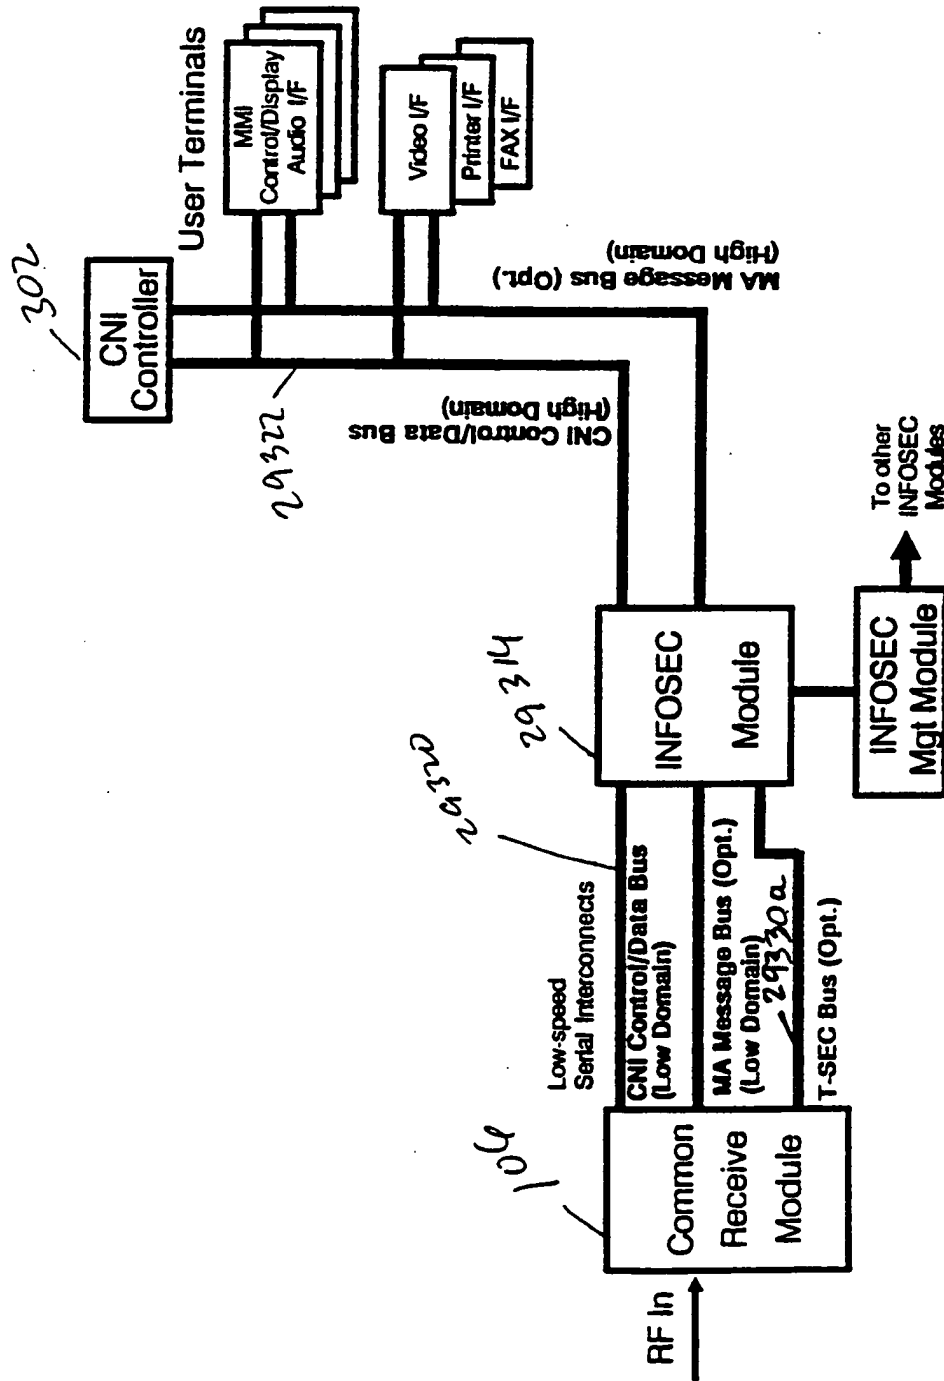 302
CNI
Controller
User Terminals
MMI
Control/Display
Audio I/F
Video I/F
Printer I/F
FAX I/F
29322
CNI Control/Data Bus
(High Domain)
MA Message Bus (Opt.)
(High Domain)
29320
29314
INFOSEC
Module
INFOSEC
Mgt Module
To other
INFOSEC
Modules
Low-speed
Serial Interconnects
CNI Control/Data Bus
(Low Domain)
MA Message Bus (Opt.)
(Low Domain)
29330a
T-SEC Bus (Opt.)
106
Common
Receive
Module
RF In